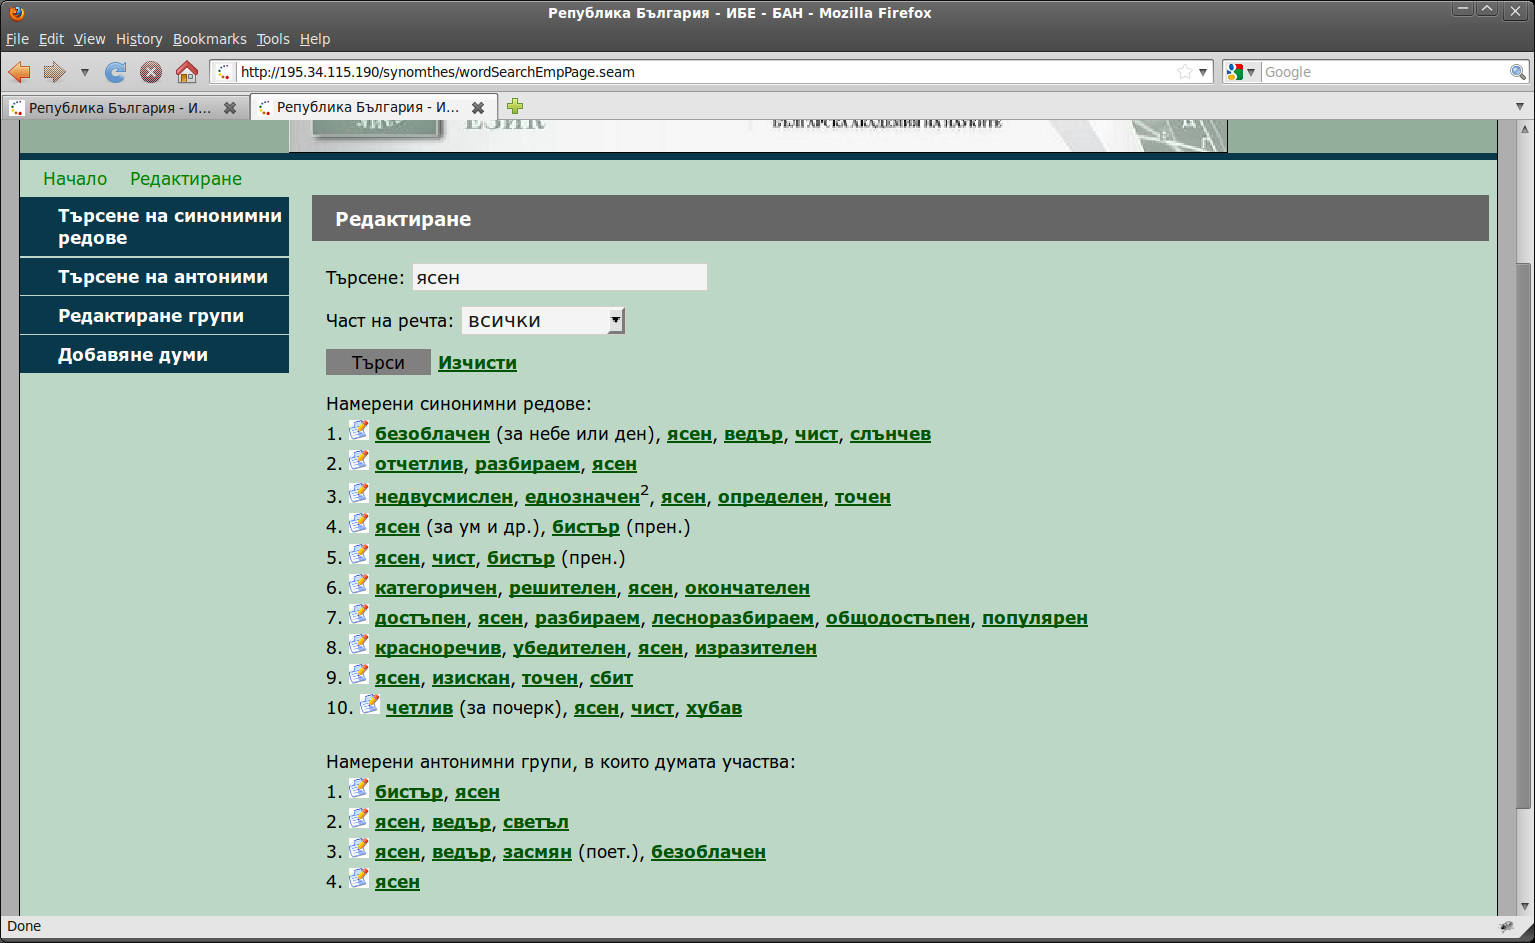 Република България - ИБЕ - БАН - Mozilla Firefox
File Edit View History Bookmarks Tools Help
http://195.34.115.190/synomthes/wordSearchEmpPage.seam Google
Република България - И... Република България - И...
ЕЗИК БЪЛГАРСКА АКАДЕМИЯ НА НАУКИТЕ
Начало Редактиране
Търсене на синонимни редове
Търсене на антоними
Редактиране групи
Добавяне думи
Редактиране
Търсене: ясен
Част на речта: всички
Търси Изчисти
Намерени синонимни редове:
1. безоблачен (за небе или ден), ясен, ведър, чист, слънчев
2. отчетлив, разбираем, ясен
3. недвусмислен, еднозначен², ясен, определен, точен
4. ясен (за ум и др.), бистър (прен.)
5. ясен, чист, бистър (прен.)
6. категоричен, решителен, ясен, окончателен
7. достъпен, ясен, разбираем, лесноразбираем, общодостъпен, популярен
8. красноречив, убедителен, ясен, изразителен
9. ясен, изискан, точен, сбит
10. четлив (за почерк), ясен, чист, хубав
Намерени антонимни групи, в които думата участва:
1. бистър, ясен
2. ясен, ведър, светъл
3. ясен, ведър, засмян (поет.), безоблачен
4. ясен
Done